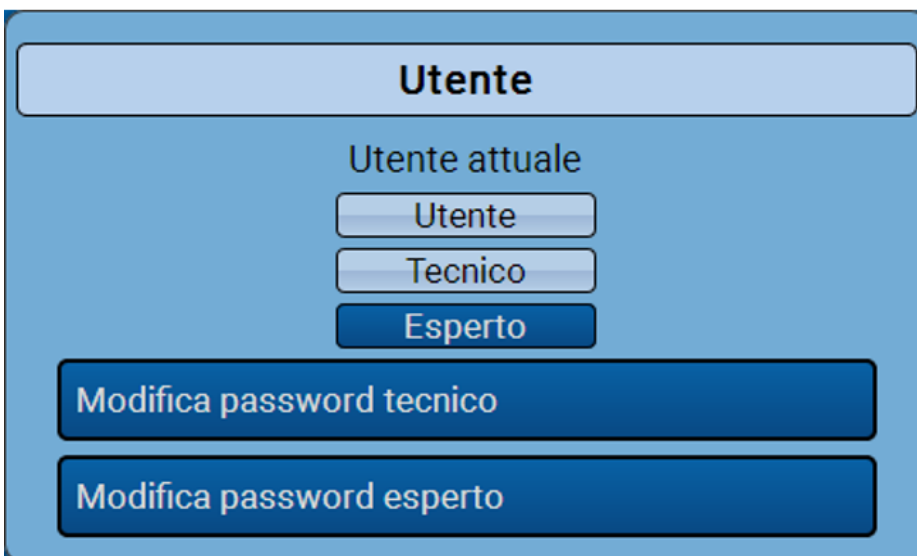 Utente
Utente attuale
Utente
Tecnico
Esperto
Modifica password tecnico
Modifica password esperto